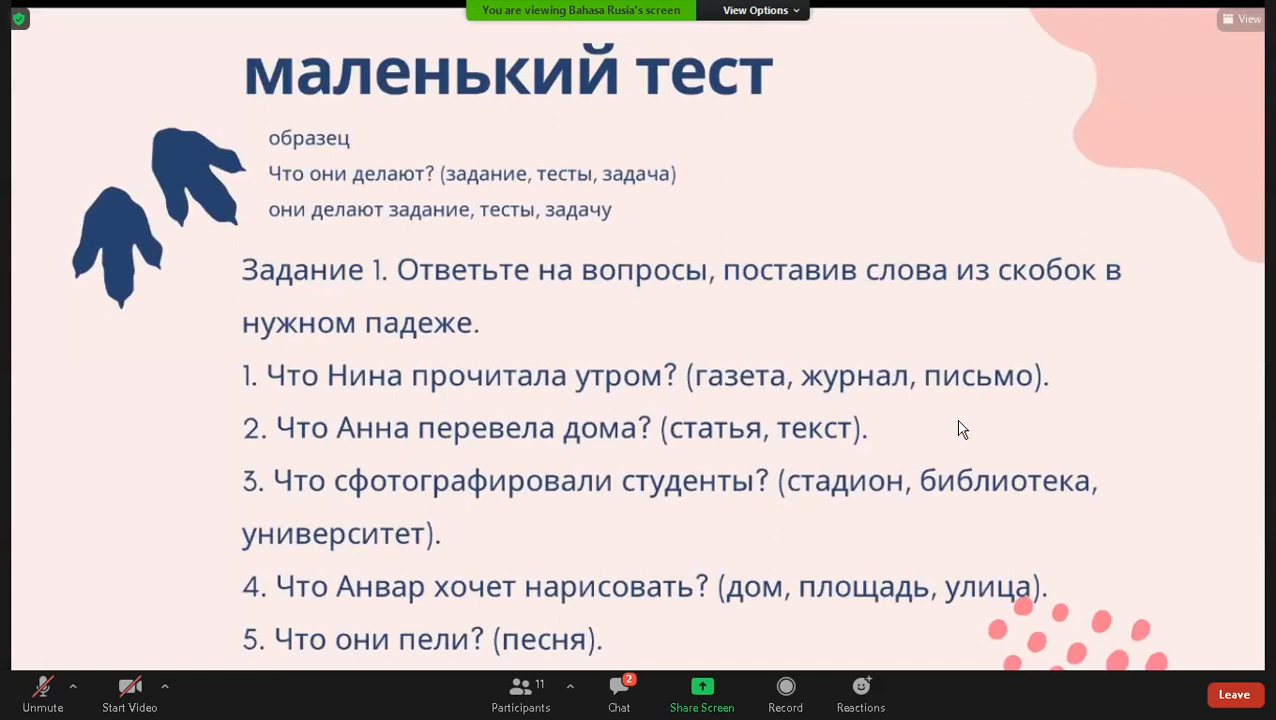 You are viewing Bahasa Rusia's screen
View Options
View
маленький тест
образец
Что они делают? (задание, тесты, задача)
они делают задание, тесты, задачу
Задание 1. Ответьте на вопросы, поставив слова из скобок в
нужном падеже.
1. Что Нина прочитала утром? (газета, журнал, письмо).
2. Что Анна перевела дома? (статья, текст).
3. Что сфотографировали студенты? (стадион, библиотека,
университет).
4. Что Анвар хочет нарисовать? (дом, площадь, улица).
5. Что они пели? (песня).
11
2
Unmute
Start Video
Participants
Chat
Share Screen
Record
Reactions
Leave